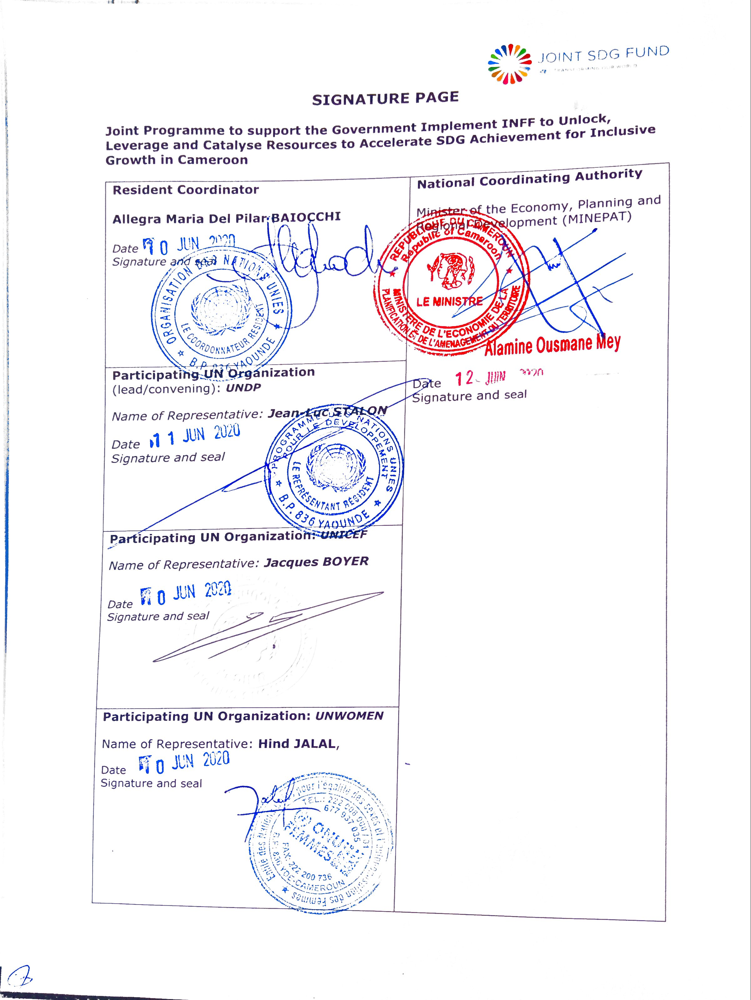 JOINT SDG FUND
TRANSFORMING OUR WORLD
SIGNATURE PAGE
Joint Programme to support the Government Implement INFF to Unlock,
Leverage and Catalyse Resources to Accelerate SDG Achievement for Inclusive
Growth in Cameroon
Resident Coordinator
Allegra Maria Del Pilar BAIOCCHI
Date 10 JUN 2020
Signature and seal
ORGANISATION DES NATIONS UNIES
LE COORDONNATEUR RESIDENT
B.P. 836 YAOUNDE
National Coordinating Authority
Minister of the Economy, Planning and
Regional Development (MINEPAT)
REPUBLIQUE DU CAMEROUN
Republic of Cameroon
LE MINISTRE
MINISTERE DE L'ECONOMIE DE LA
PLANIFICATION ET DE L'AMENAGEMENT DU TERRITOIRE
Alamine Ousmane Mey
Date 12 JUIN 2020
Signature and seal
Participating UN Organization
(lead/convening): UNDP
Name of Representative: Jean-Luc STALON
Date 11 JUN 2020
Signature and seal
PROGRAMME DES NATIONS UNIES
POUR LE DEVELOPPEMENT
LE REPRÉSENTANT RÉSIDENT
B.P. 836 YAOUNDE
Participating UN Organization: UNICEF
Name of Representative: Jacques BOYER
Date 10 JUN 2020
Signature and seal
Participating UN Organization: UNWOMEN
Name of Representative: Hind JALAL,
Date 10 JUN 2020
Signature and seal
Entité des Nations pour l'égalité des sexes et l'autonomisation des Femmes
TEL.: 222 008 000 / 01
677 937 035
ONU
FEMMES
FAX: 222 200 736
B.P.: 836 YDE-CAMEROUN